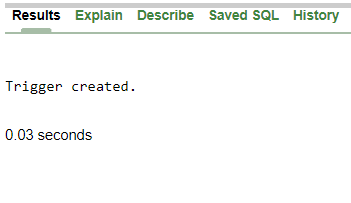 Results Explain Describe Saved SQL History
Trigger created.
0.03 seconds